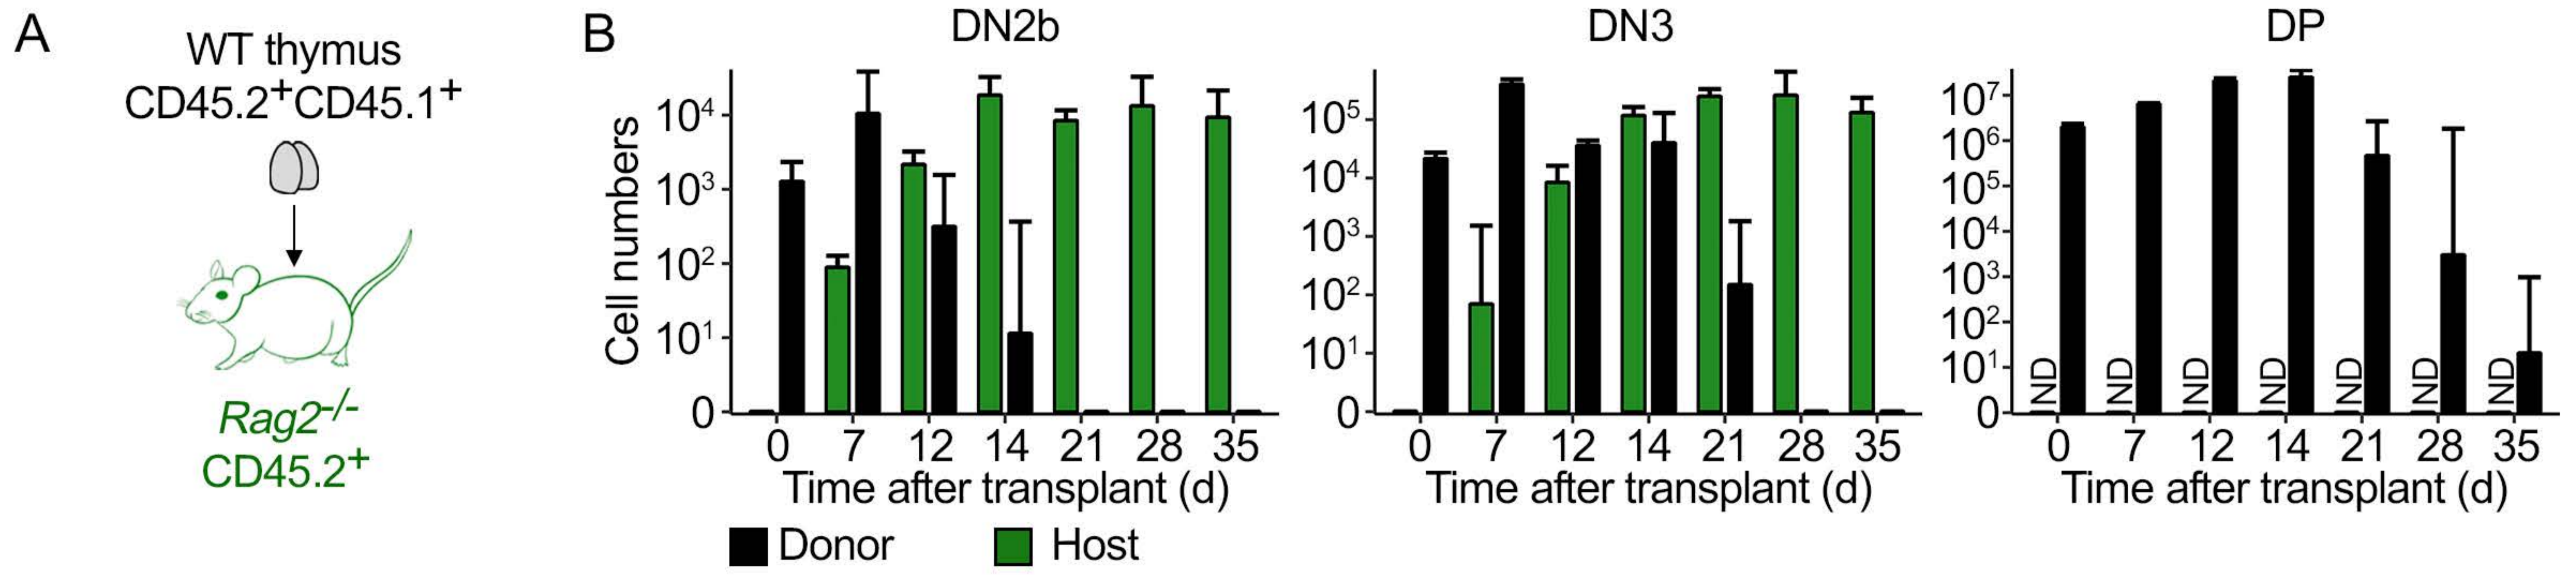 A
WT thymus
CD45.2⁺CD45.1⁺
Rag2⁻/⁻
CD45.2⁺
B
DN2b
Cell numbers
10⁴
10³
10²
10¹
0
0 7 12 14 21 28 35
Time after transplant (d)
DN3
10⁵
10⁴
10³
10²
10¹
0
0 7 12 14 21 28 35
Time after transplant (d)
DP
10⁷
10⁶
10⁵
10⁴
10³
10²
10¹
0
ND ND ND ND ND ND ND
0 7 12 14 21 28 35
Time after transplant (d)
Donor Host